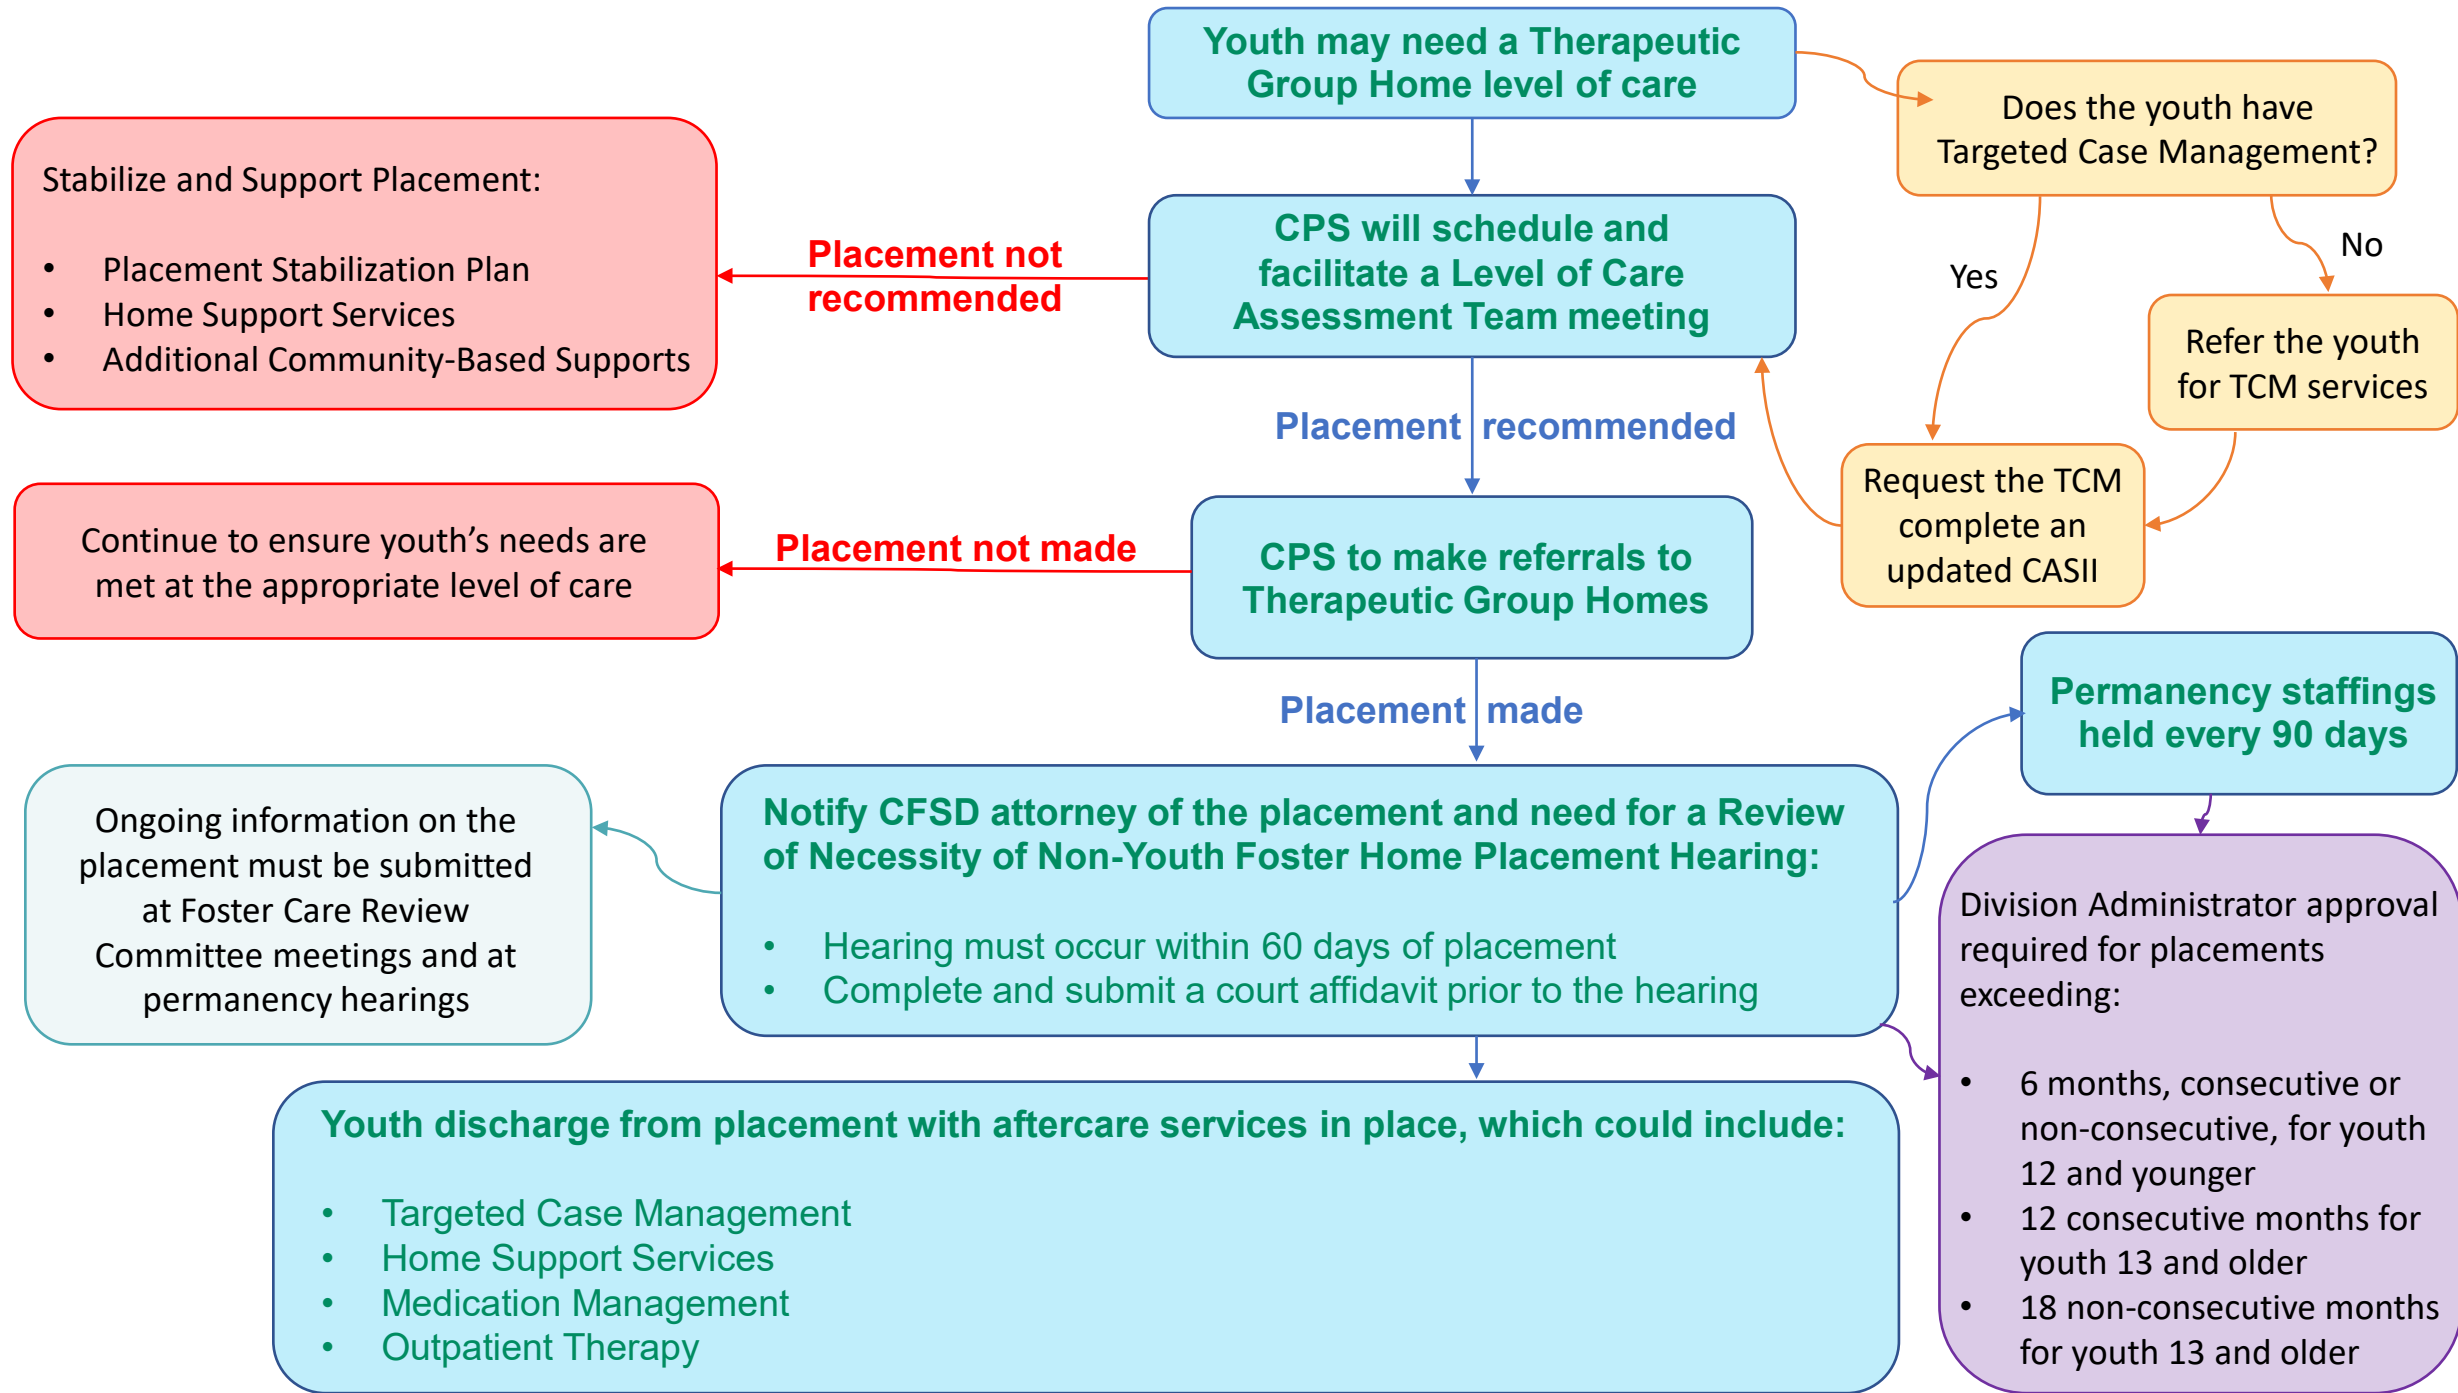 Youth may need a Therapeutic
Group Home level of care
Does the youth have
Targeted Case Management?
Yes
No
Refer the youth
for TCM services
Request the TCM
complete an
updated CASII
CPS will schedule and
facilitate a Level of Care
Assessment Team meeting
Placement not
recommended
Stabilize and Support Placement:
• Placement Stabilization Plan
• Home Support Services
• Additional Community-Based Supports
Placement recommended
CPS to make referrals to
Therapeutic Group Homes
Placement not made
Continue to ensure youth’s needs are
met at the appropriate level of care
Placement made
Notify CFSD attorney of the placement and need for a Review
of Necessity of Non-Youth Foster Home Placement Hearing:
• Hearing must occur within 60 days of placement
• Complete and submit a court affidavit prior to the hearing
Ongoing information on the
placement must be submitted
at Foster Care Review
Committee meetings and at
permanency hearings
Permanency staffings
held every 90 days
Division Administrator approval
required for placements
exceeding:
• 6 months, consecutive or
non-consecutive, for youth
12 and younger
• 12 consecutive months for
youth 13 and older
• 18 non-consecutive months
for youth 13 and older
Youth discharge from placement with aftercare services in place, which could include:
• Targeted Case Management
• Home Support Services
• Medication Management
• Outpatient Therapy